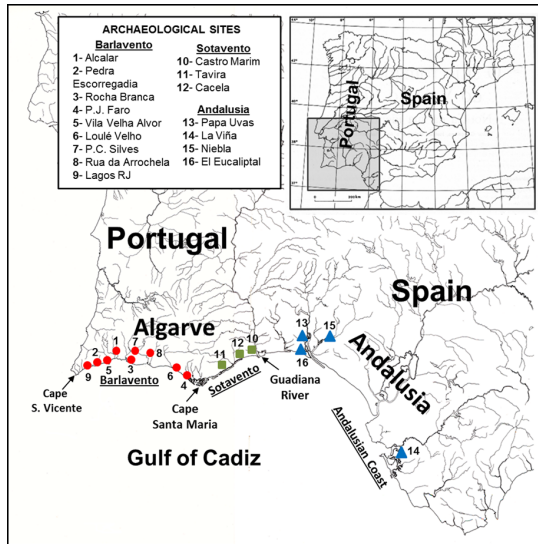 ARCHAEOLOGICAL SITES
Barlavento
1- Alcalar
2- Pedra
Escorregadia
3- Rocha Branca
4- P.J. Faro
5- Vila Velha Alvor
6- Loulé Velho
7- P.C. Silves
8- Rua da Arrochela
9- Lagos RJ
Sotavento
10- Castro Marim
11- Tavira
12- Cacela
Andalusia
13- Papa Uvas
14- La Viña
15- Niebla
16- El Eucaliptal
Portugal
Spain
Portugal
Spain
Algarve
Andalusia
1
7
8
2
9
5
3
6
4
11
12
10
13
15
16
14
Barlavento
Sotavento
Guadiana
River
Cape
S. Vicente
Cape
Santa Maria
Andalusian Coast
Gulf of Cadiz